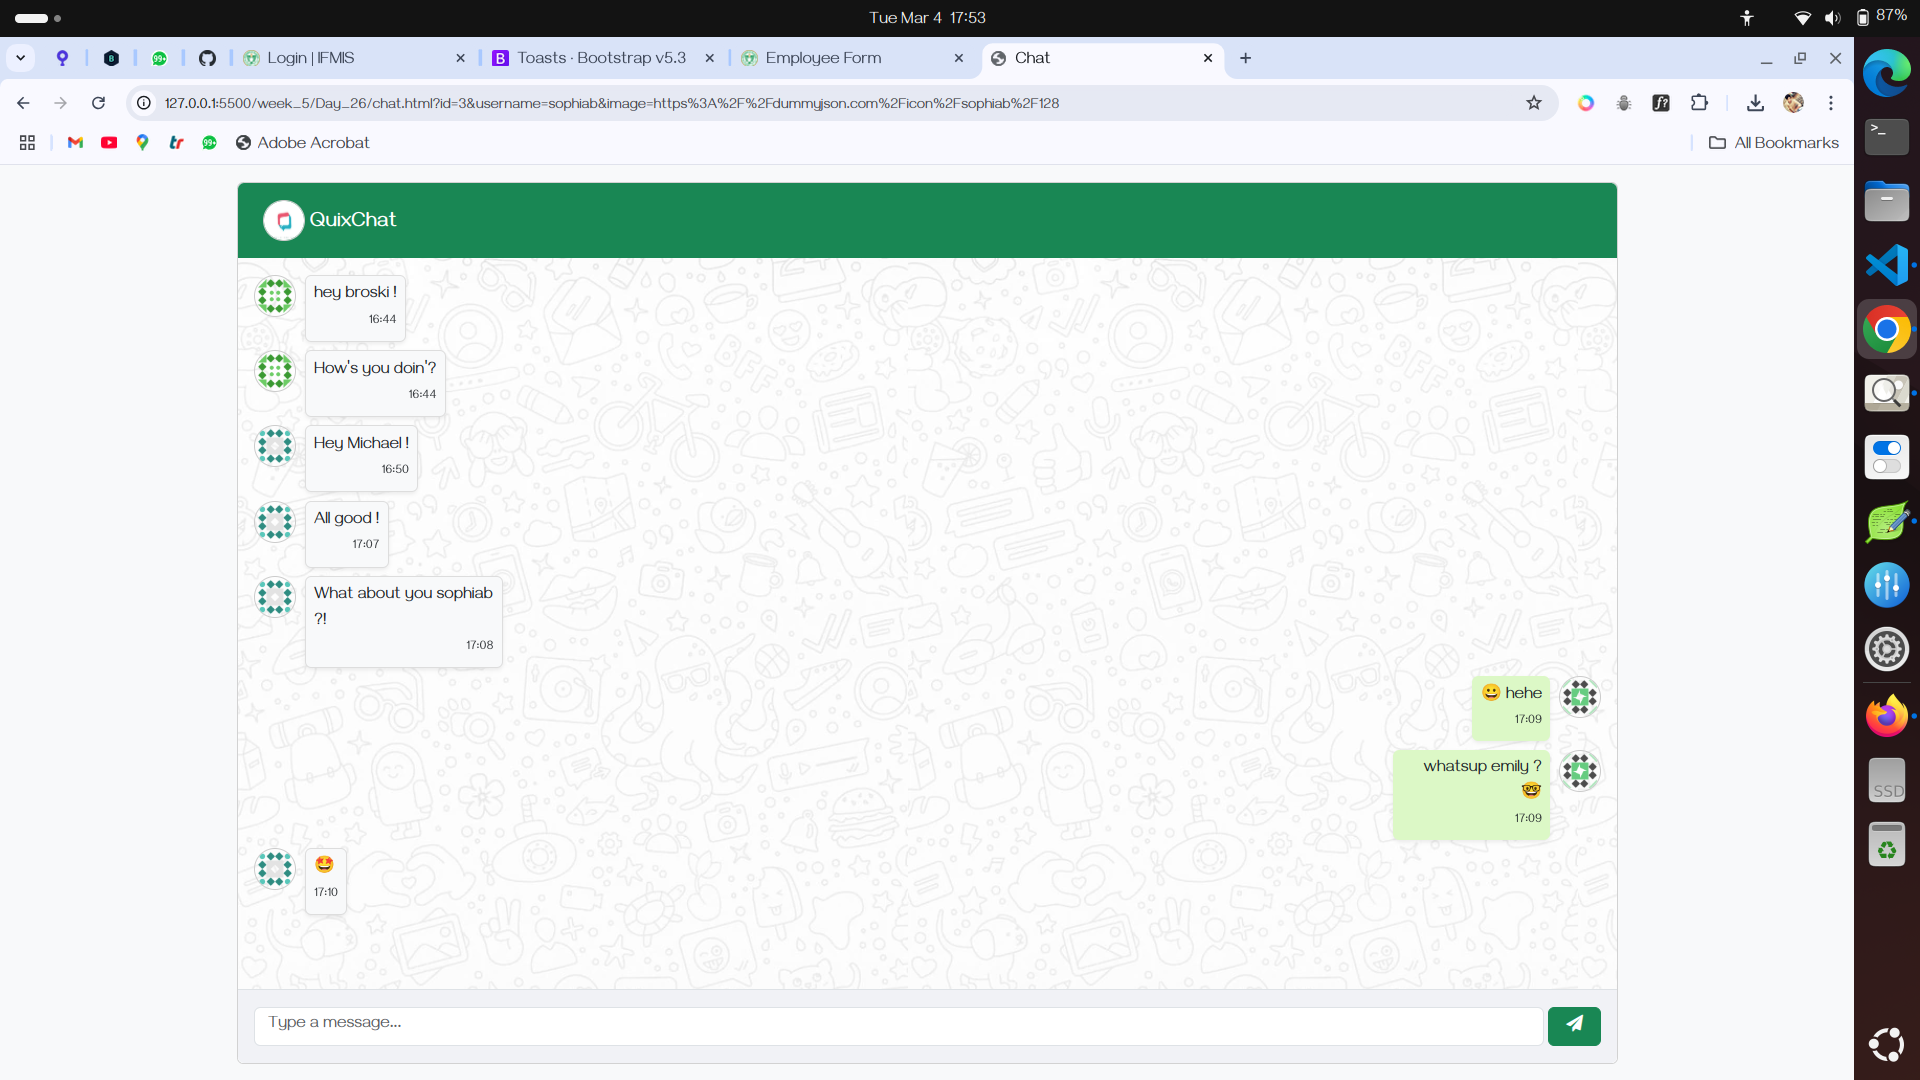 Tue Mar 4 17:53
87%
99+
Login | IFMIS
B
Toasts · Bootstrap v5.3
Employee Form
Chat
127.0.0.1:5500/week_5/Day_26/chat.html?id=3&username=sophiab&image=https%3A%2F%2Fdummyjson.com%2Ficon%2Fsophiab%2F128
f?
tr
99+
Adobe Acrobat
All Bookmarks
QuixChat
hey broski !
16:44
How's you doin'?
16:44
Hey Michael !
16:50
All good !
17:07
What about you sophiab
?!
17:08
😀 hehe
17:09
whatsup emily ?
🤓
17:09
🤩
17:10
Type a message...
>_
SSD